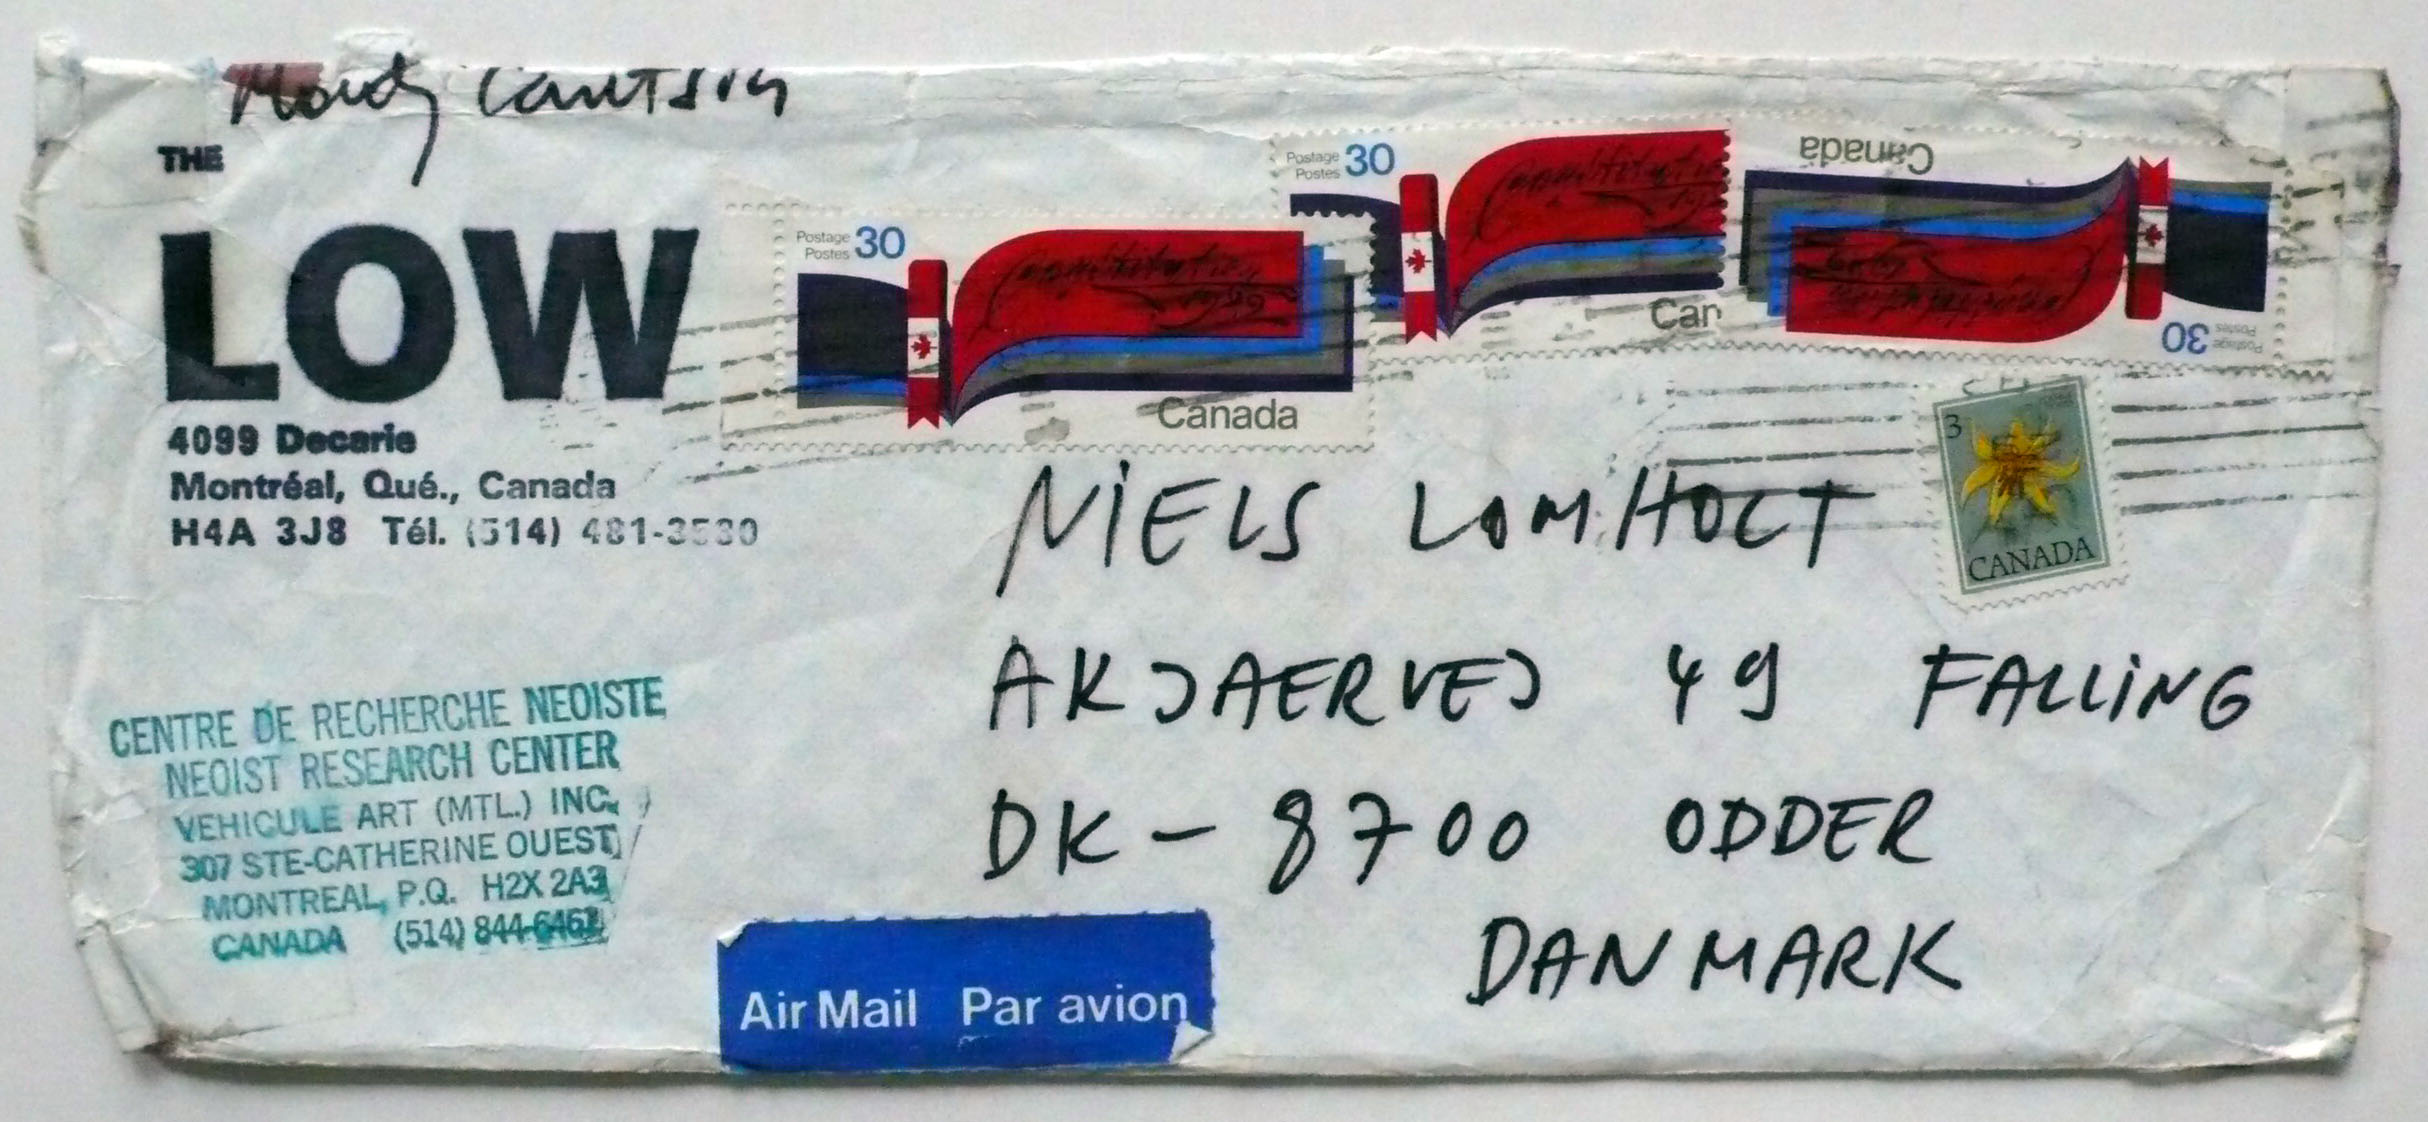 THE
LOW
4099 Decarie
Montréal, Qué., Canada
H4A 3J8 Tél. (514) 481-3530
Postage 30
Postes
Canada
Postage 30
Postes
Can
Canada
Postage 30
Postes
3
CANADA
NIELS LOMHOLT
AKJAERVEJ 49 FALLING
DK-8700 ODDER
DANMARK
CENTRE DE RECHERCHE NEOISTE
NEOIST RESEARCH CENTER
VEHICULE ART (MTL.) INC.
307 STE-CATHERINE OUEST
MONTREAL, P.Q. H2X 2A3
CANADA (514) 844-6461
Air Mail Par avion